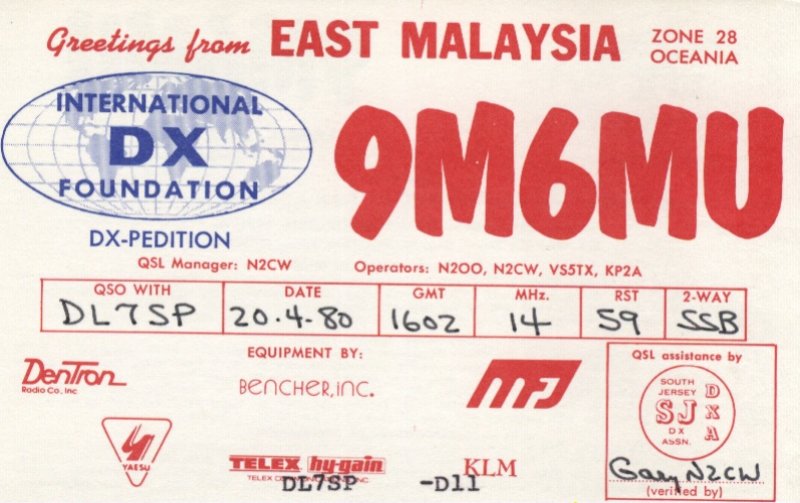 Greetings from EAST MALAYSIA ZONE 28
OCEANIA
INTERNATIONAL
DX
FOUNDATION
9M6MU
DX-PEDITION
QSL Manager: N2CW Operators: N2OO, N2CW, VS5TX, KP2A
QSO WITH DATE GMT MHz. RST 2-WAY
DL7SP 20.4.80 1602 14 59 SSB
EQUIPMENT BY:
DenTron
Radio Co., Inc
BENCHER, INC.
MFJ
QSL assistance by
SOUTH
JERSEY
SJ
DX
ASSN.
DXA
YAESU
TELEX hy-gain KLM
DL7SP -D11
Gary N2CW
(verified by)